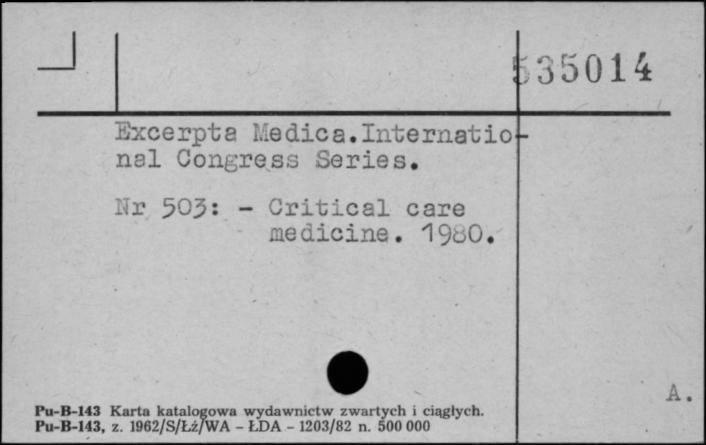 535014
Excerpta Medica.Internatio-
nal Congress Series.
Nr 503: - Critical care
medicine. 1980.
A.
Pu-B-143 Karta katalogowa wydawnictw zwartych i ciągłych.
Pu-B-143, z. 1962/S/Łź/WA - ŁDA - 1203/82 n. 500 000